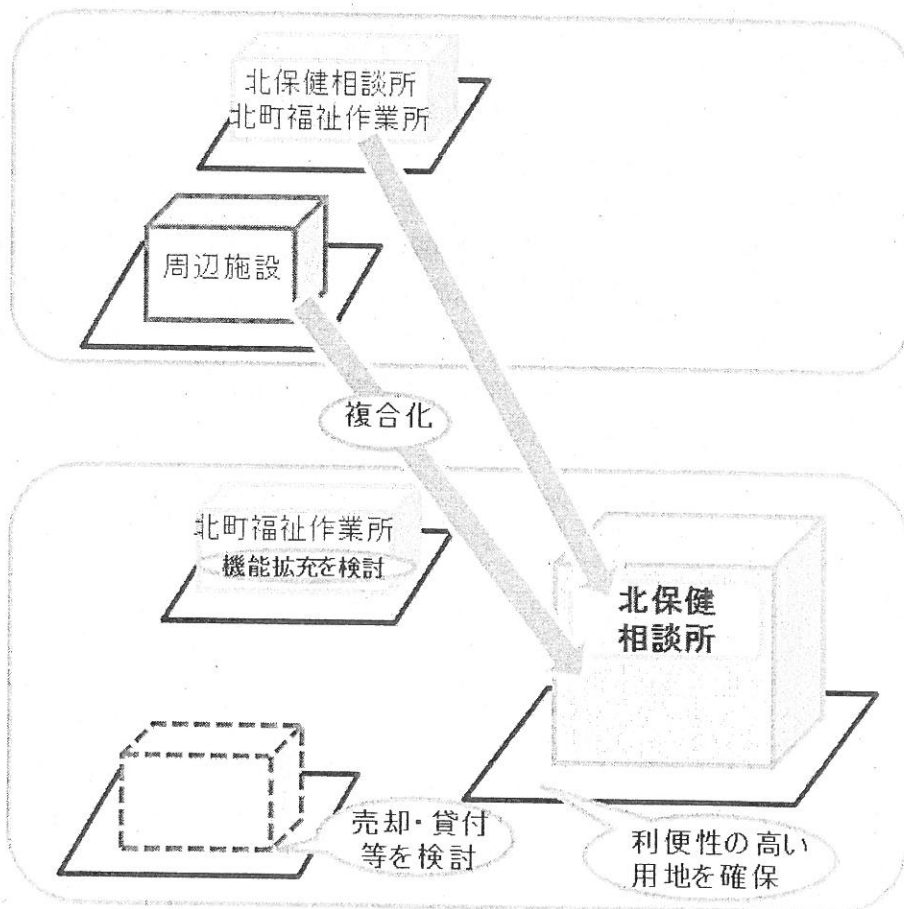 北保健相談所
北町福祉作業所
周辺施設
複合化
北町福祉作業所
機能拡充を検討
北保健
相談所
売却・貸付
等を検討
利便性の高い
用地を確保